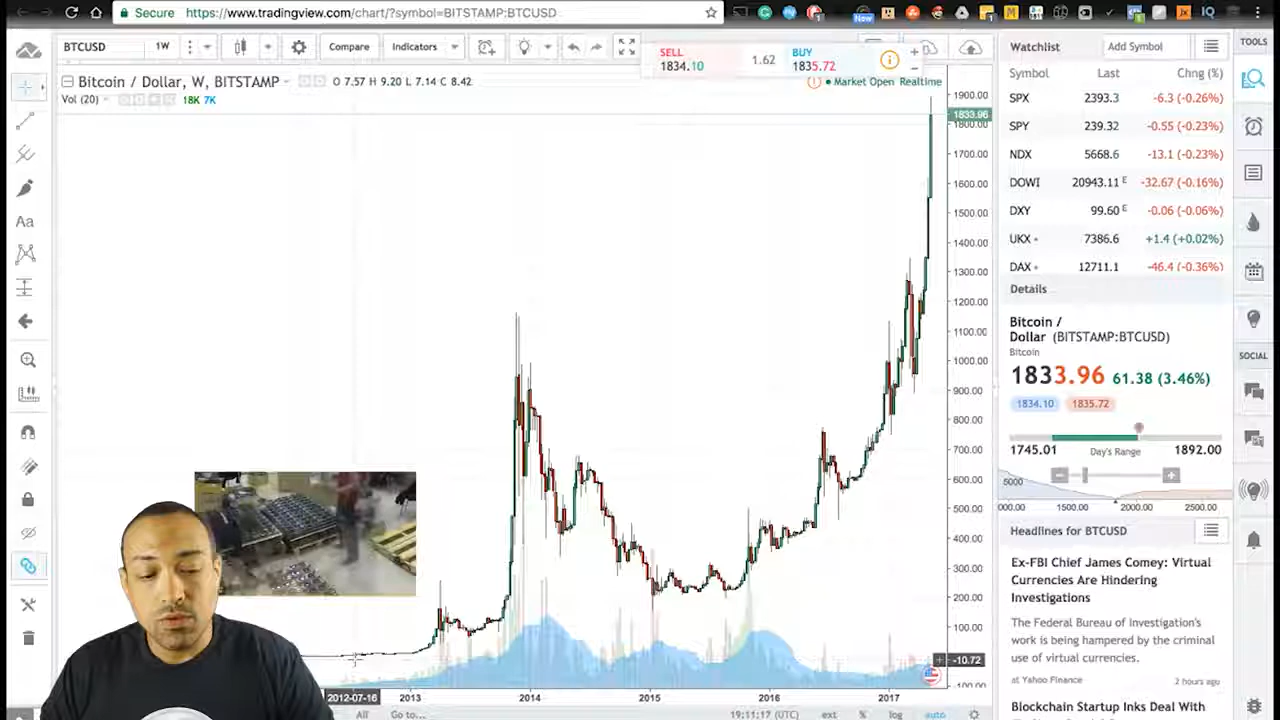 Secure https://www.tradingview.com/chart/?symbol=BITSTAMP:BTCUSD
New
BTCUSD 1W Compare Indicators
SELL
1834.10
1.62
BUY
1835.72
Bitcoin / Dollar, W, BITSTAMP O 7.57 H 9.20 L 7.14 C 8.42
Market Open Realtime
Vol (20) 18K 7K
Aa
1900.00
1833.96
1800.00
1700.00
1600.00
1500.00
1400.00
1300.00
1200.00
1100.00
1000.00
900.00
800.00
700.00
600.00
500.00
400.00
300.00
200.00
100.00
-10.72
-100.00
2012-07-16 2013 2014 2015 2016 2017
All Go to... 19:11:17 (UTC) ext % log auto
Watchlist Add Symbol
Symbol Last Chng (%)
SPX 2393.3 -6.3 (-0.26%)
SPY 239.32 -0.55 (-0.23%)
NDX 5668.6 -13.1 (-0.23%)
DOWI 20943.11 E -32.67 (-0.16%)
DXY 99.60 E -0.06 (-0.06%)
UKX 7386.6 +1.4 (+0.02%)
DAX 12711.1 -46.4 (-0.36%)
Details
Bitcoin /
Dollar (BITSTAMP:BTCUSD)
Bitcoin
1833.96 61.38 (3.46%)
1834.10 1835.72
1745.01 Day's Range 1892.00
5000
000.00 1500.00 2000.00 2500.00
Headlines for BTCUSD
Ex-FBI Chief James Comey: Virtual
Currencies Are Hindering
Investigations
The Federal Bureau of Investigation's
work is being hampered by the criminal
use of virtual currencies.
at Yahoo Finance 2 hours ago
Blockchain Startup Inks Deal With
TOOLS
SOCIAL